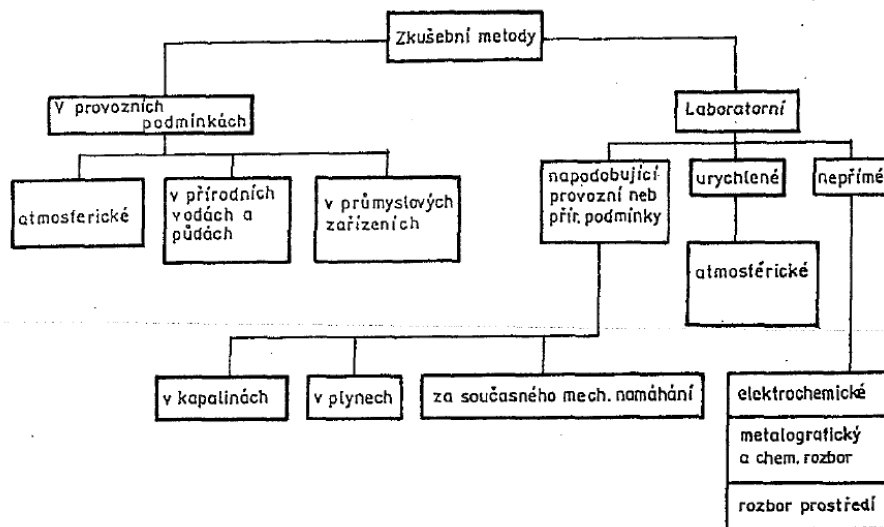 Zkušební metody
V provozních
podmínkách
Laboratorní
atmosferické
v přírodních
vodách a
půdách
v průmyslových
zařízeních
napodobující
provozní neb
přír. podmínky
urychlené
nepřímé
atmosférické
v kapalinách
v plynech
za současného mech. namáhání
elektrochemické
metalografický
a chem. rozbor
rozbor prostředí